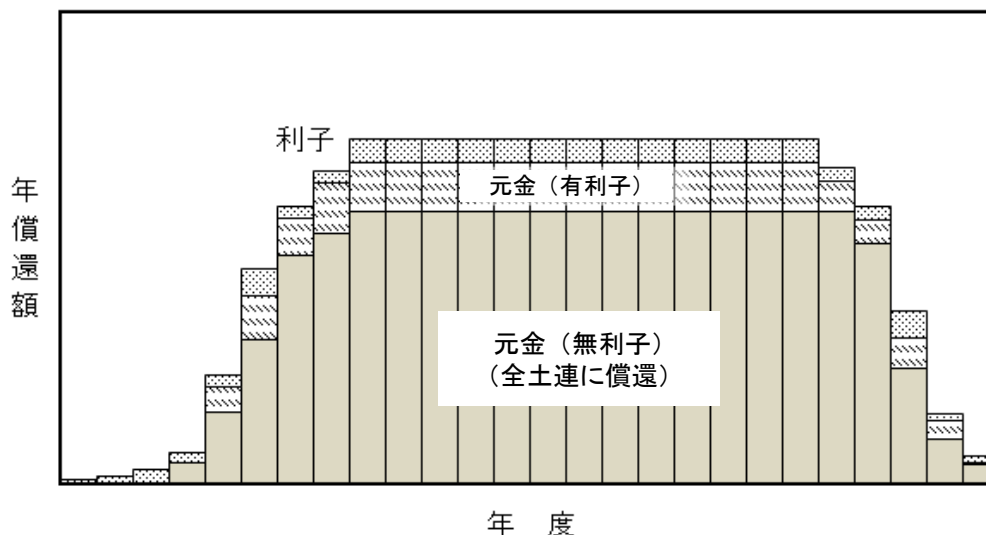 利子
年償還額
元金（有利子）
元金（無利子）
（全土連に償還）
年　度